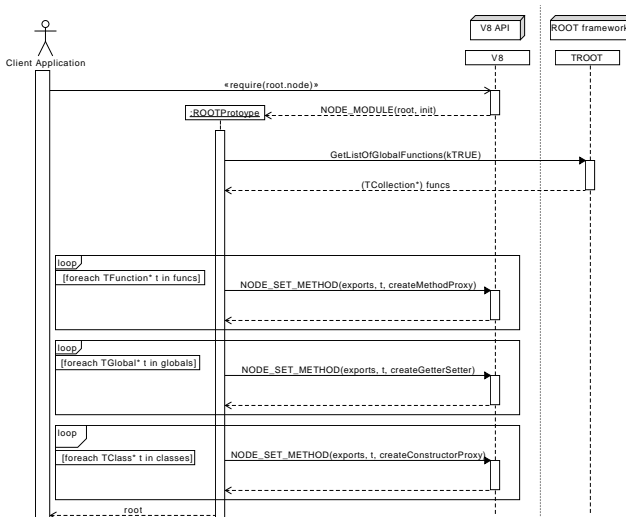 V8 API
ROOT framework
Client Application
V8
TROOT
«require(root.node)»
:ROOTPrototype
NODE_MODULE(root, init)
GetListOfGlobalFunctions(kTRUE)
(TCollection*) funcs
loop
[foreach TFunction* t in funcs]
NODE_SET_METHOD(exports, t, createMethodProxy)
loop
[foreach TGlobal* t in globals]
NODE_SET_METHOD(exports, t, createGetterSetter)
loop
[foreach TClass* t in classes]
NODE_SET_METHOD(exports, t, createConstructorProxy)
root